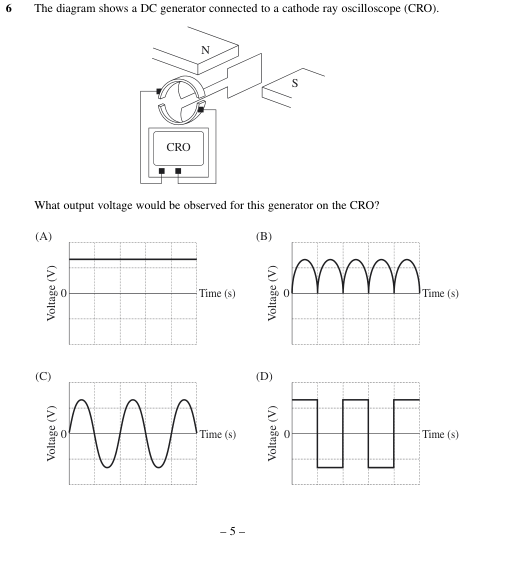 6 The diagram shows a DC generator connected to a cathode ray oscilloscope (CRO).
N
S
CRO
What output voltage would be observed for this generator on the CRO?
(A) (B)
Voltage (V) 0 Time (s) Voltage (V) 0 Time (s)
(C) (D)
Voltage (V) 0 Time (s) Voltage (V) 0 Time (s)
– 5 –